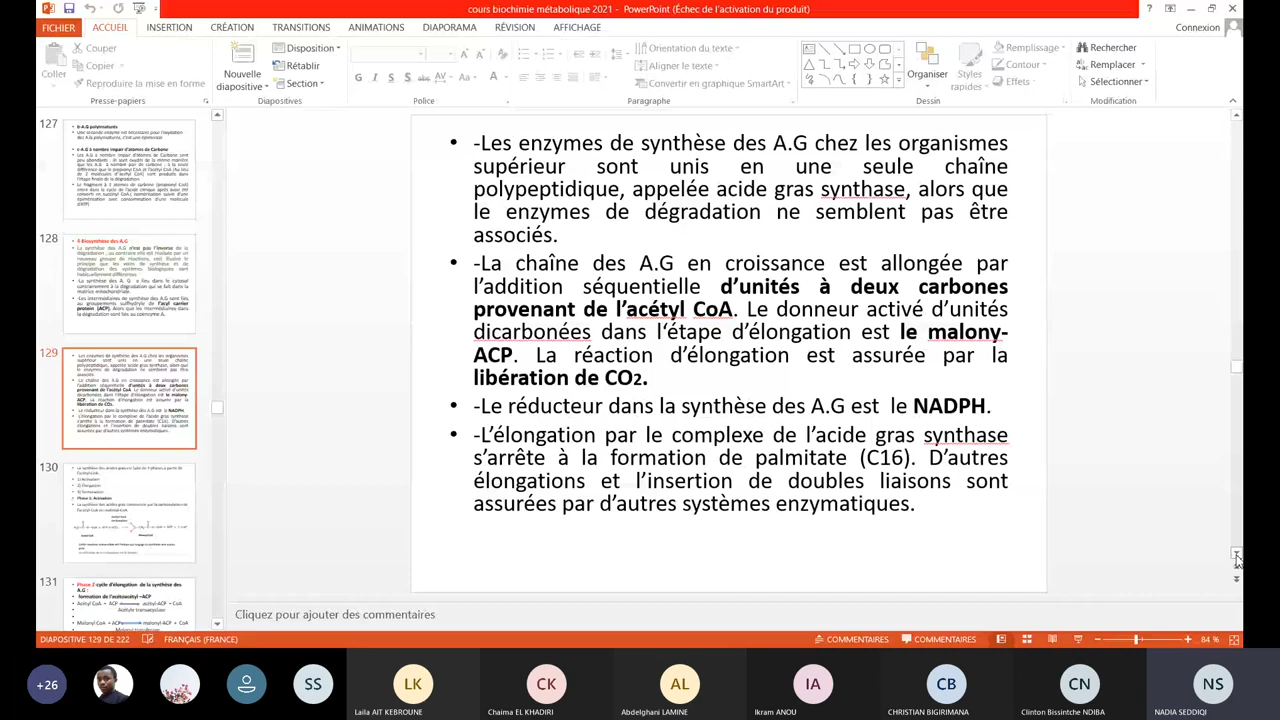 cours biochimie métabolique 2021 - PowerPoint (Échec de l'activation du produit)
FICHIER ACCUEIL INSERTION CRÉATION TRANSITIONS ANIMATIONS DIAPORAMA RÉVISION AFFICHAGE Connexion
Coller
Couper
Copier
Reproduire la mise en forme
Presse-papiers
Nouvelle diapositive
Disposition
Rétablir
Section
Diapositives
G I S S abc AV Aa A
Police
Orientation du texte
Aligner le texte
Convertir en graphique SmartArt
Paragraphe
Organiser
Styles rapides
Remplissage
Contour
Effets
Dessin
Rechercher
Remplacer
Sélectionner
Modification
127
128
129
130
131
• -Les enzymes de synthèse des A.G chez les organismes
supérieur sont unis en une seule chaîne
polypeptidique, appelée acide gras synthase, alors que
le enzymes de dégradation ne semblent pas être
associés.
• -La chaîne des A.G en croissance est allongée par
l'addition séquentielle d'unités à deux carbones
provenant de l'acétyl CoA. Le donneur activé d'unités
dicarbonées dans l'étape d'élongation est le malony-
ACP. La réaction d'élongation est assurée par la
libération de CO2.
• -Le réducteur dans la synthèse des A.G est le NADPH.
• -L'élongation par le complexe de l'acide gras synthase
s'arrête à la formation de palmitate (C16). D'autres
élongations et l'insertion de doubles liaisons sont
assurées par d'autres systèmes enzymatiques.
Cliquez pour ajouter des commentaires
DIAPOSITIVE 129 DE 222 FRANÇAIS (FRANCE) COMMENTAIRES COMMENTAIRES 84 %
+26 SS LK CK AL IA CB CN NS
Laila AIT KEBROUNE Chaima EL KHADIRI Abdelghani LAMINE Ikram ANOU CHRISTIAN BIGIRIMANA Clinton Bissintche NDIBA NADIA SEDDIQI